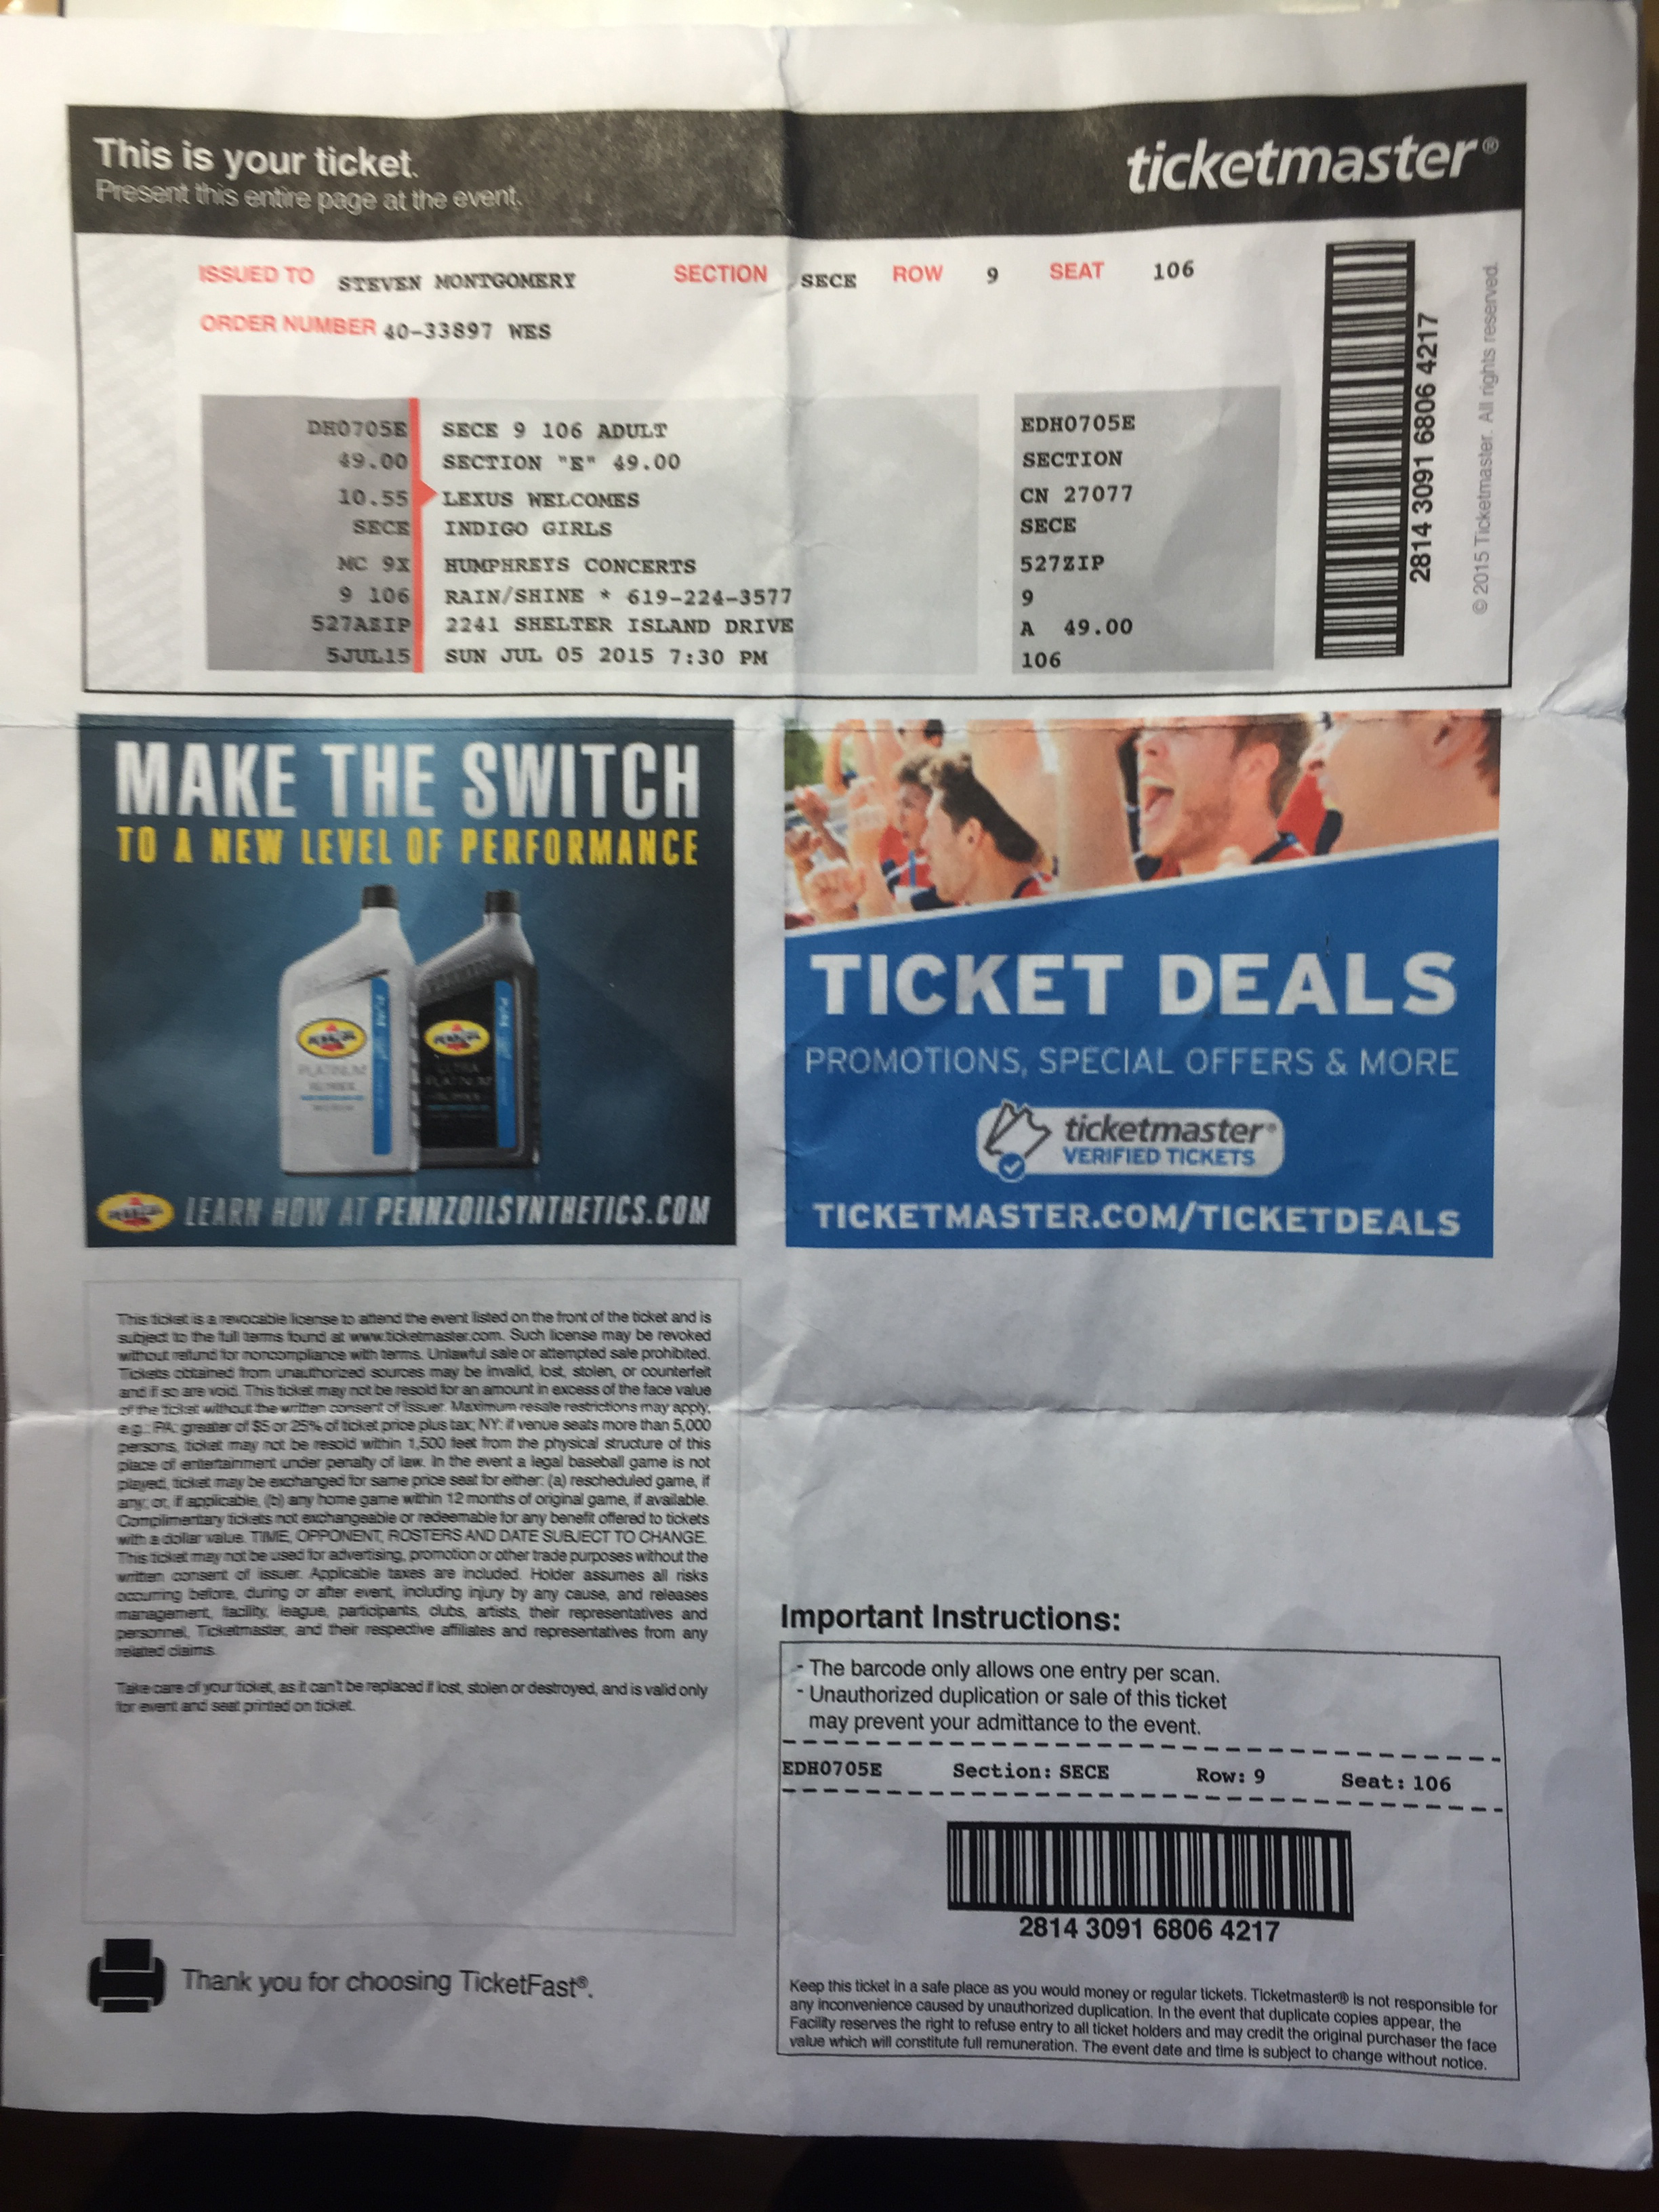 This is your ticket.
Present this entire page at the event.
ticketmaster®
ISSUED TO STEVEN MONTGOMERY SECTION SECE ROW 9 SEAT 106
ORDER NUMBER 40-33897 WES
DH0705E SECE 9 106 ADULT EDH0705E
49.00 SECTION "E" 49.00 SECTION
10.55 LEXUS WELCOMES CN 27077
SECE INDIGO GIRLS SECE
MC 9X HUMPHREYS CONCERTS 527ZIP
9 106 RAIN/SHINE * 619-224-3577 9
527AZIP 2241 SHELTER ISLAND DRIVE A 49.00
5JUL15 SUN JUL 05 2015 7:30 PM 106
2814 3091 6806 4217
© 2015 Ticketmaster. All rights reserved.
MAKE THE SWITCH
TO A NEW LEVEL OF PERFORMANCE
PLATINUM
ULTRA
PLATINUM
LEARN HOW AT PENNZOILSYNTHETICS.COM
TICKET DEALS
PROMOTIONS, SPECIAL OFFERS & MORE
ticketmaster®
VERIFIED TICKETS
TICKETMASTER.COM/TICKETDEALS
This ticket is a revocable license to attend the event listed on the front of the ticket and is
subject to the full terms found at www.ticketmaster.com. Such license may be revoked
without refund for noncompliance with terms. Unlawful sale or attempted sale prohibited.
Tickets obtained from unauthorized sources may be invalid, lost, stolen, or counterfeit
and if so are void. This ticket may not be resold for an amount in excess of the face value
of the ticket without the written consent of issuer. Maximum resale restrictions may apply,
e.g.: PA: greater of $5 or 25% of ticket price plus tax; NY: if venue seats more than 5,000
persons, ticket may not be resold within 1,500 feet from the physical structure of this
place of entertainment under penalty of law. In the event a legal baseball game is not
played, ticket may be exchanged for same price seat for either: (a) rescheduled game, if
any; or, if applicable, (b) any home game within 12 months of original game, if available.
Complimentary tickets not exchangeable or redeemable for any benefit offered to tickets
with a dollar value. TIME, OPPONENT, ROSTERS AND DATE SUBJECT TO CHANGE.
This ticket may not be used for advertising, promotion or other trade purposes without the
written consent of issuer. Applicable taxes are included. Holder assumes all risks
occurring before, during or after event, including injury by any cause, and releases
management, facility, league, participants, clubs, artists, their representatives and
personnel, Ticketmaster, and their respective affiliates and representatives from any
related claims.
Take care of your ticket, as it can't be replaced if lost, stolen or destroyed, and is valid only
for event and seat printed on ticket.
Thank you for choosing TicketFast®.
Important Instructions:
- The barcode only allows one entry per scan.
- Unauthorized duplication or sale of this ticket
may prevent your admittance to the event.
EDH0705E Section: SECE Row: 9 Seat: 106
2814 3091 6806 4217
Keep this ticket in a safe place as you would money or regular tickets. Ticketmaster® is not responsible for
any inconvenience caused by unauthorized duplication. In the event that duplicate copies appear, the
Facility reserves the right to refuse entry to all ticket holders and may credit the original purchaser the face
value which will constitute full remuneration. The event date and time is subject to change without notice.